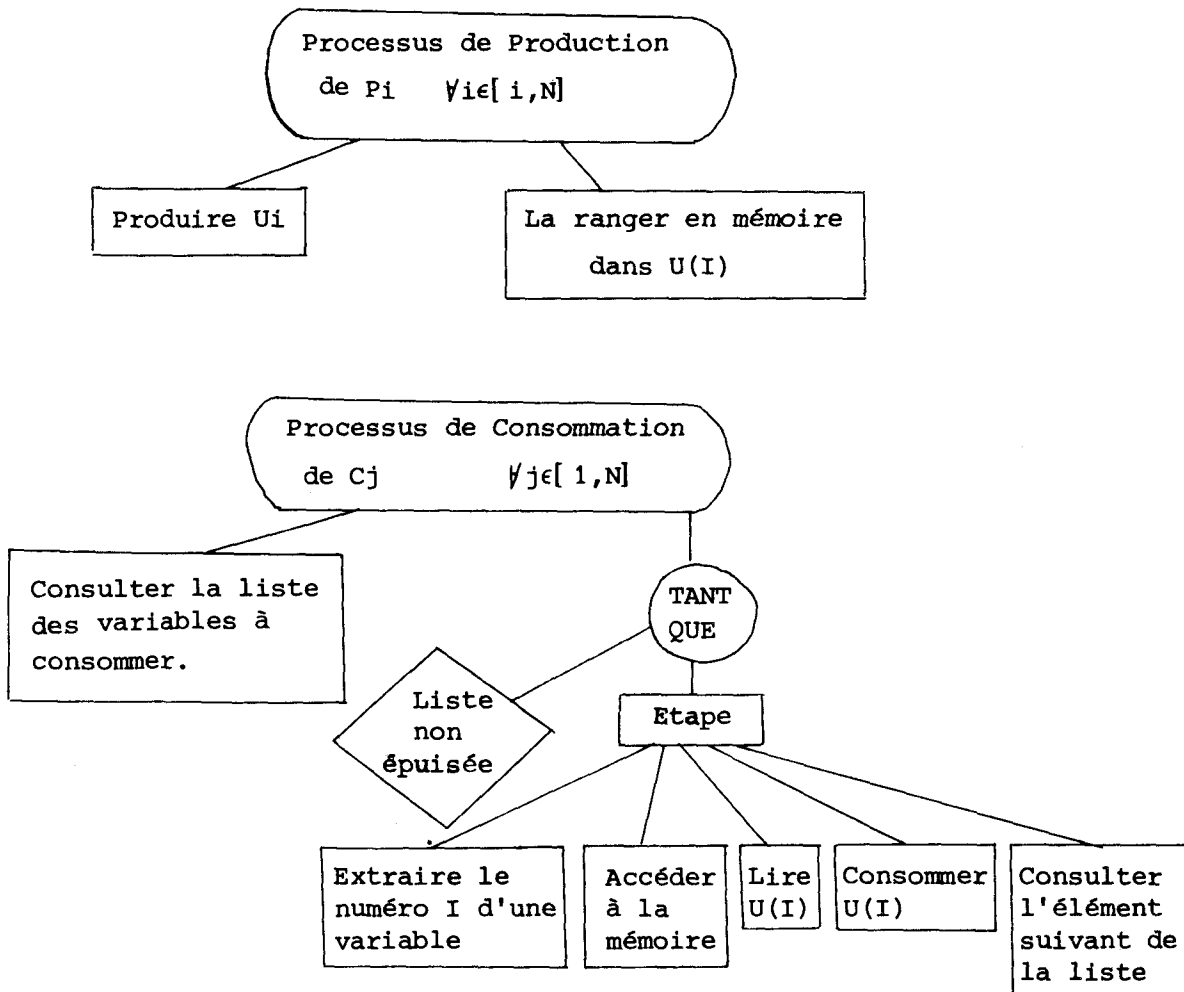 Processus de Production
de Pi ∀iϵ[ i,N]
Produire Ui
La ranger en mémoire
dans U(I)
Processus de Consommation
de Cj ∀jϵ[ 1,N]
Consulter la liste
des variables à
consommer.
TANT
QUE
Liste
non
épuisée
Etape
Extraire le
numéro I d'une
variable
Accéder
à la
mémoire
Lire
U(I)
Consommer
U(I)
Consulter
l'élément
suivant de
la liste